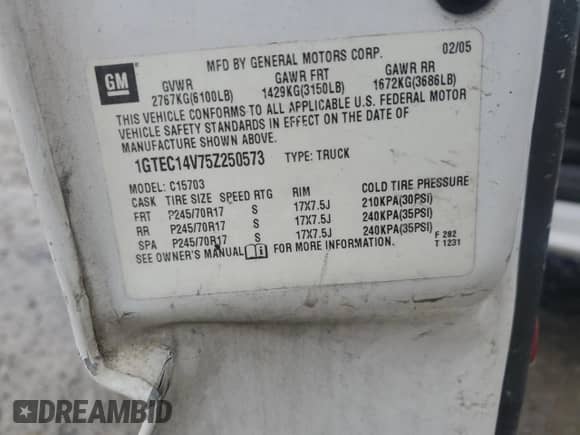 GM
MFD BY GENERAL MOTORS CORP. 02/05
GVWR GAWR FRT GAWR RR
2767KG(6100LB) 1429KG(3150LB) 1672KG(3686LB)
THIS VEHICLE CONFORMS TO ALL APPLICABLE U.S. FEDERAL MOTOR
VEHICLE SAFETY STANDARDS IN EFFECT ON THE DATE OF
MANUFACTURE SHOWN ABOVE.
1GTEC14V75Z250573 TYPE: TRUCK
MODEL: C15703
CASK TIRE SIZE SPEED RTG RIM COLD TIRE PRESSURE
FRT P245/70R17 S 17X7.5J 210KPA(30PSI)
RR P245/70R17 S 17X7.5J 240KPA(35PSI)
SPA P245/70R17 S 17X7.5J 240KPA(35PSI)
SEE OWNER'S MANUAL FOR MORE INFORMATION. F 282
T 1231
DREAMBID